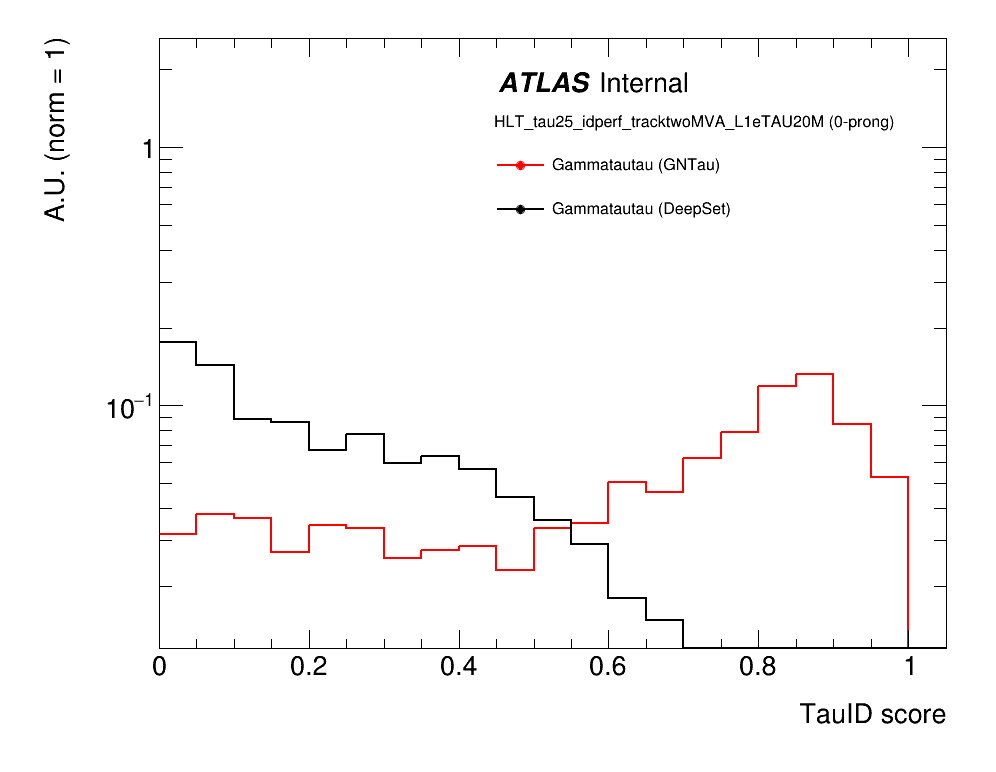 A.U. (norm = 1)
ATLAS Internal
HLT_tau25_idperf_tracktwoMVA_L1eTAU20M (0-prong)
Gammatautau (GNTau)
Gammatautau (DeepSet)
1
10⁻¹
0 0.2 0.4 0.6 0.8 1
TauID score